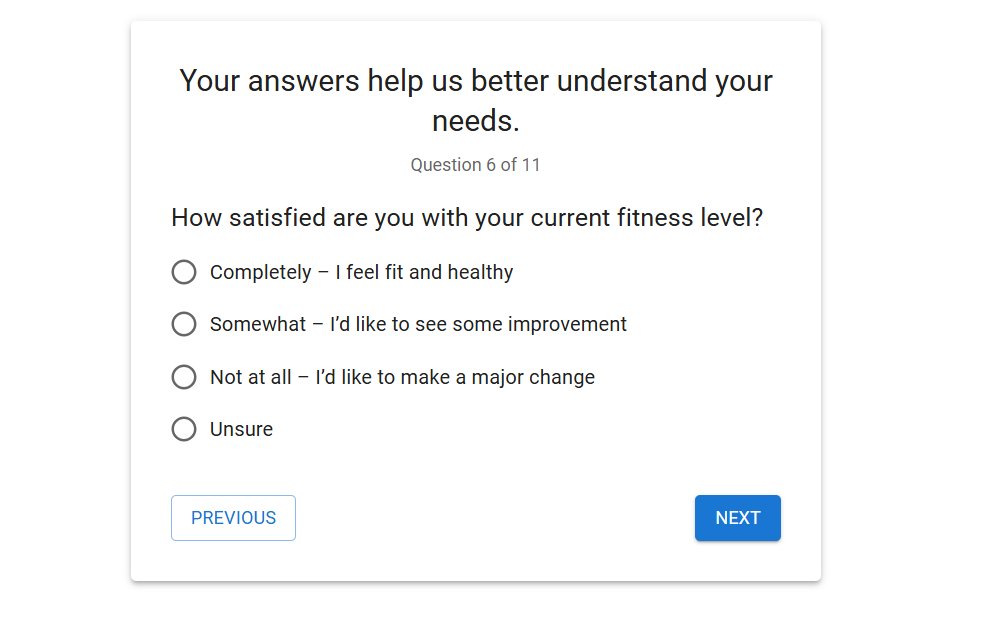 Your answers help us better understand your
needs.
Question 6 of 11
How satisfied are you with your current fitness level?
Completely – I feel fit and healthy
Somewhat – I’d like to see some improvement
Not at all – I’d like to make a major change
Unsure
PREVIOUS
NEXT